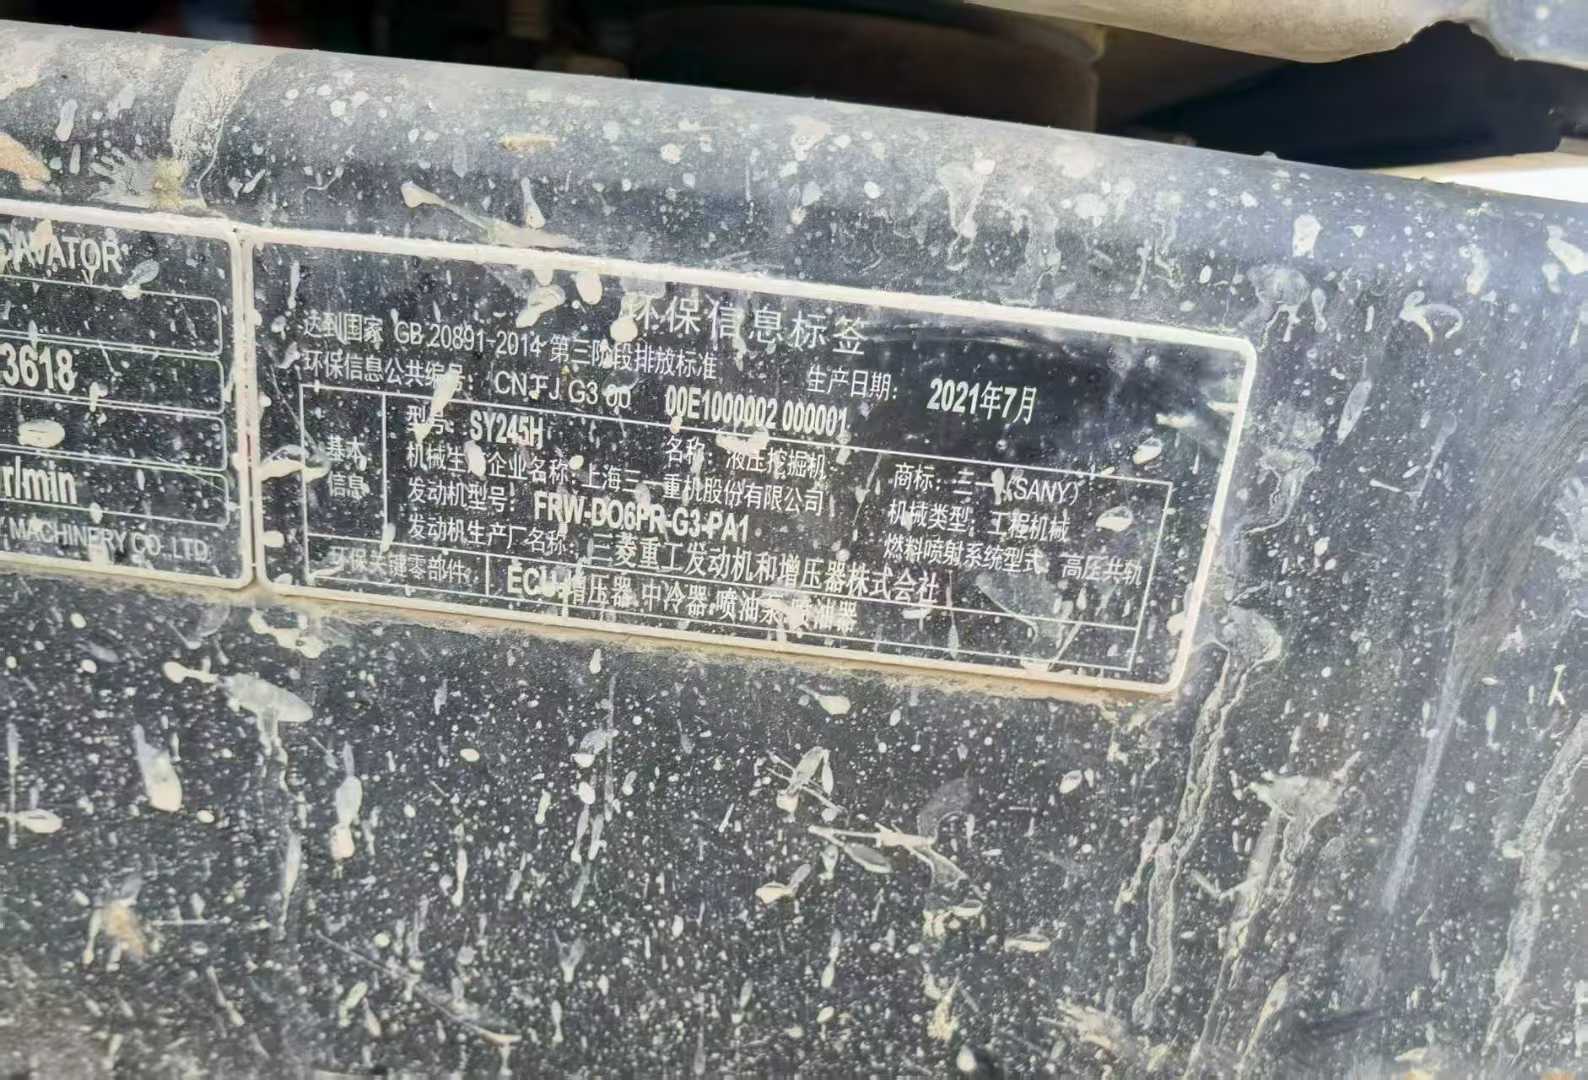 CAVATOR
3618
r/min
MACHINERY CO.,LTD.
环保信息标签
达到国家 GB 20891-2014 第三阶段排放标准
环保信息公共编号: CN FJ G3 00 00E1000002 000001
生产日期: 2021年7月
基本信息
型号: SY245H
名称: 液压挖掘机
商标: 三一(SANY)
机械生产企业名称: 上海三一重机股份有限公司
机械类型: 工程机械
发动机型号: FRW-DO6FR-G3-PA1
燃料喷射系统型式: 高压共轨
发动机生产厂名称: 三菱重工发动机和增压器株式会社
环保关键零部件
ECU 增压器 中冷器 喷油泵 喷油器